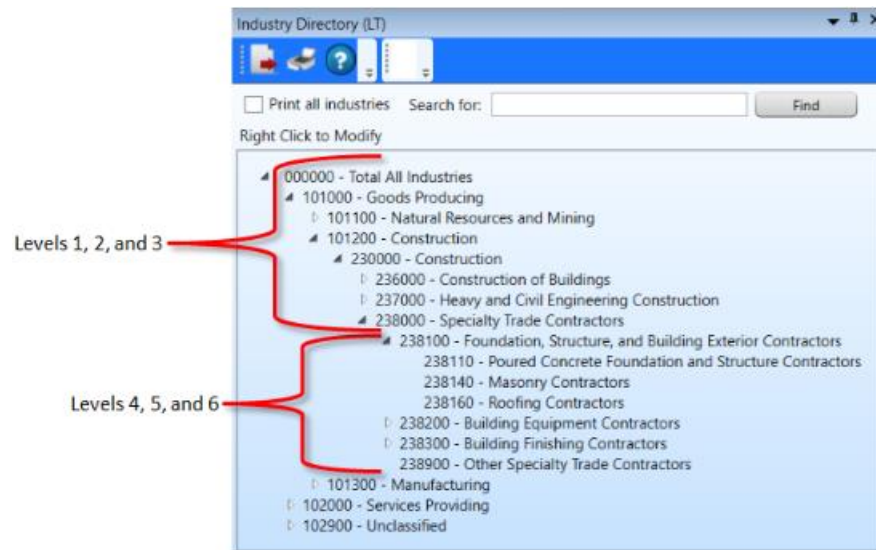 Industry Directory (LT)
Print all industries Search for: Find
Right Click to Modify
000000 - Total All Industries
101000 - Goods Producing
101100 - Natural Resources and Mining
Levels 1, 2, and 3
101200 - Construction
230000 - Construction
236000 - Construction of Buildings
237000 - Heavy and Civil Engineering Construction
238000 - Specialty Trade Contractors
238100 - Foundation, Structure, and Building Exterior Contractors
238110 - Poured Concrete Foundation and Structure Contractors
238140 - Masonry Contractors
Levels 4, 5, and 6
238160 - Roofing Contractors
238200 - Building Equipment Contractors
238300 - Building Finishing Contractors
238900 - Other Specialty Trade Contractors
101300 - Manufacturing
102000 - Services Providing
102900 - Unclassified